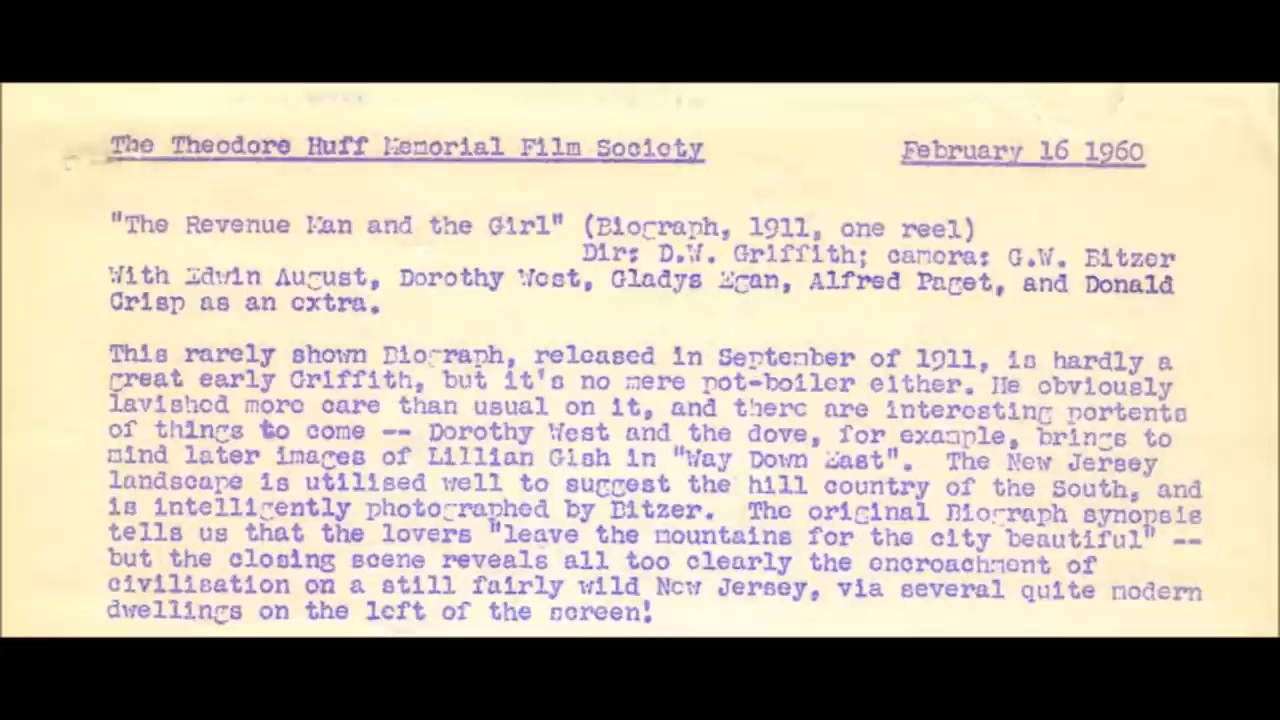 The Theodore Huff Memorial Film Society February 16 1960
"The Revenue Man and the Girl" (Biograph, 1911, one reel)
Dir: D.W. Griffith; camera: G.W. Bitzer
With Edwin August, Dorothy West, Gladys Egan, Alfred Paget, and Donald
Crisp as an extra.
This rarely shown Biograph, released in September of 1911, is hardly a
great early Griffith, but it's no mere pot-boiler either. He obviously
lavished more care than usual on it, and there are interesting portents
of things to come -- Dorothy West and the dove, for example, brings to
mind later images of Lillian Gish in "Way Down East". The New Jersey
landscape is utilised well to suggest the hill country of the South, and
is intelligently photographed by Bitzer. The original Biograph synopsis
tells us that the lovers "leave the mountains for the city beautiful" --
but the closing scene reveals all too clearly the encroachment of
civilisation on a still fairly wild New Jersey, via several quite modern
dwellings on the left of the screen!